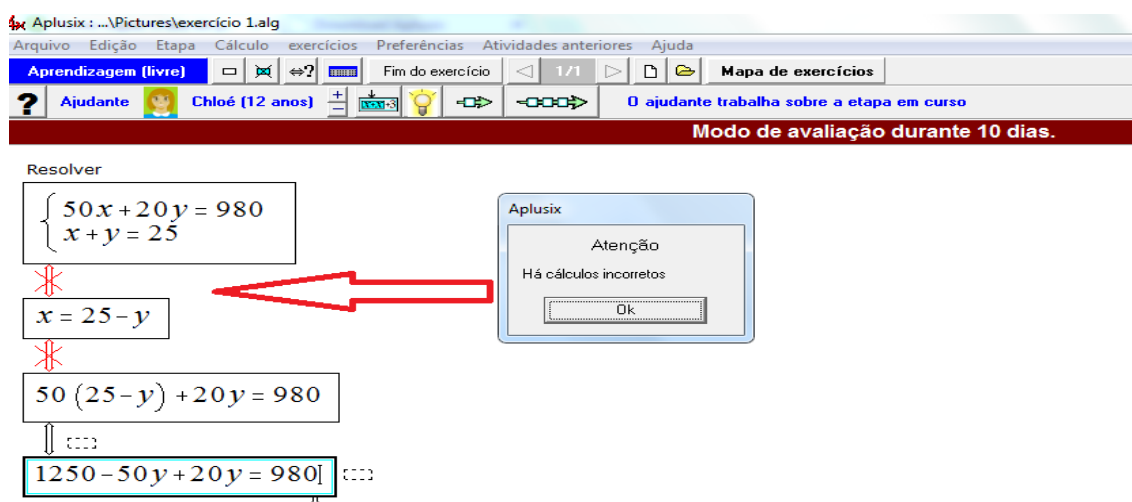 Aplusix : ...\Pictures\exercício 1.alg
Arquivo Edição Etapa Cálculo exercícios Preferências Atividades anteriores Ajuda
Aprendizagem (livre) ⇔? Fim do exercício 1/1 Mapa de exercícios
? Ajudante Chloé (12 anos) + − O ajudante trabalha sobre a etapa em curso
Modo de avaliação durante 10 dias.
Resolver
50x+20y = 980
x+y = 25
Aplusix
Atenção
Há cálculos incorretos
Ok
x = 25-y
50 (25-y) +20y = 980
1250-50y+20y = 980